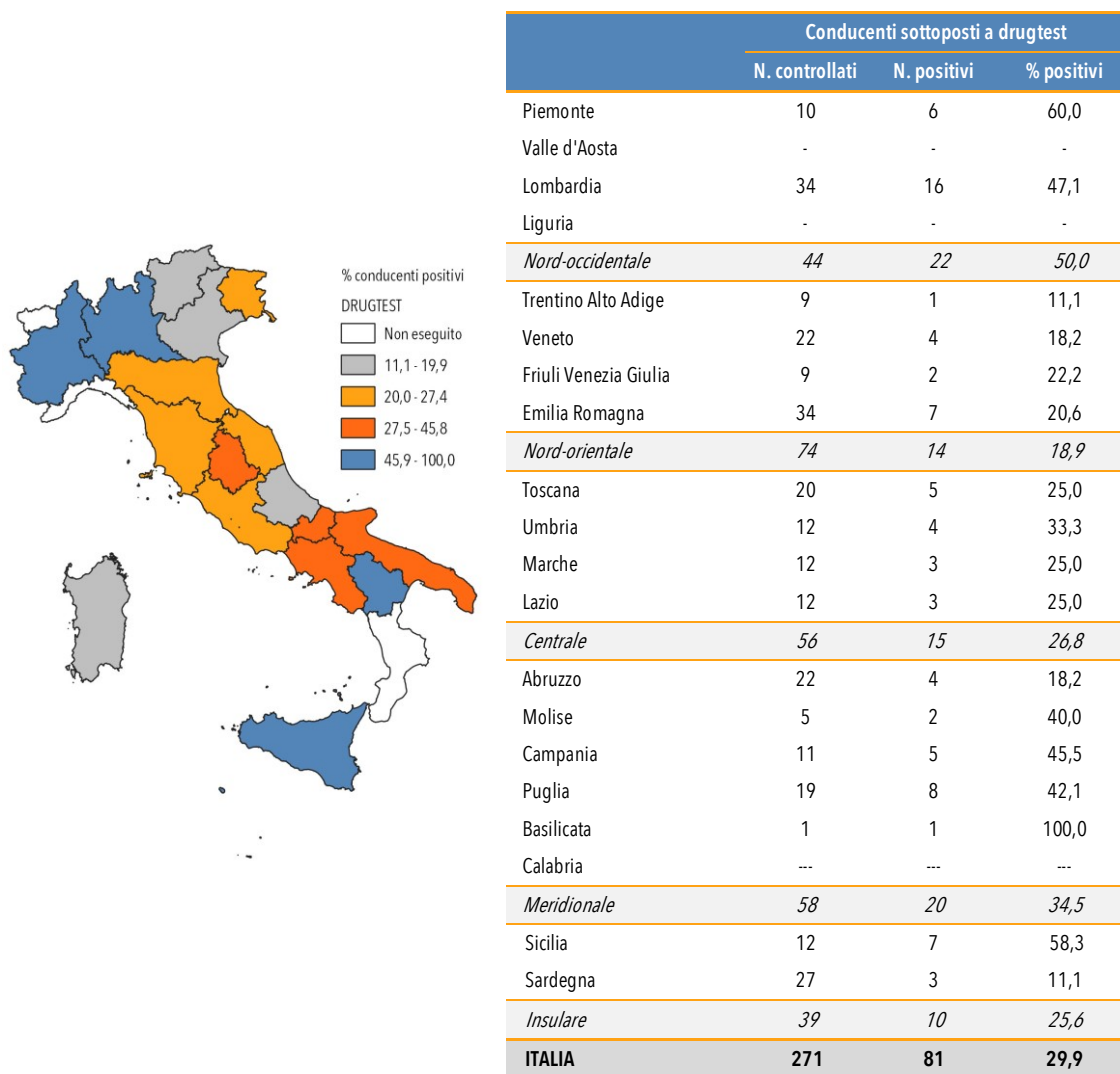 % conducenti positivi
DRUGTEST
Non eseguito
11,1 - 19,9
20,0 - 27,4
27,5 - 45,8
45,9 - 100,0
Conducenti sottoposti a drugtest
N. controllati N. positivi % positivi
Piemonte 10 6 60,0
Valle d'Aosta - - -
Lombardia 34 16 47,1
Liguria - - -
Nord-occidentale 44 22 50,0
Trentino Alto Adige 9 1 11,1
Veneto 22 4 18,2
Friuli Venezia Giulia 9 2 22,2
Emilia Romagna 34 7 20,6
Nord-orientale 74 14 18,9
Toscana 20 5 25,0
Umbria 12 4 33,3
Marche 12 3 25,0
Lazio 12 3 25,0
Centrale 56 15 26,8
Abruzzo 22 4 18,2
Molise 5 2 40,0
Campania 11 5 45,5
Puglia 19 8 42,1
Basilicata 1 1 100,0
Calabria --- --- ---
Meridionale 58 20 34,5
Sicilia 12 7 58,3
Sardegna 27 3 11,1
Insulare 39 10 25,6
ITALIA 271 81 29,9